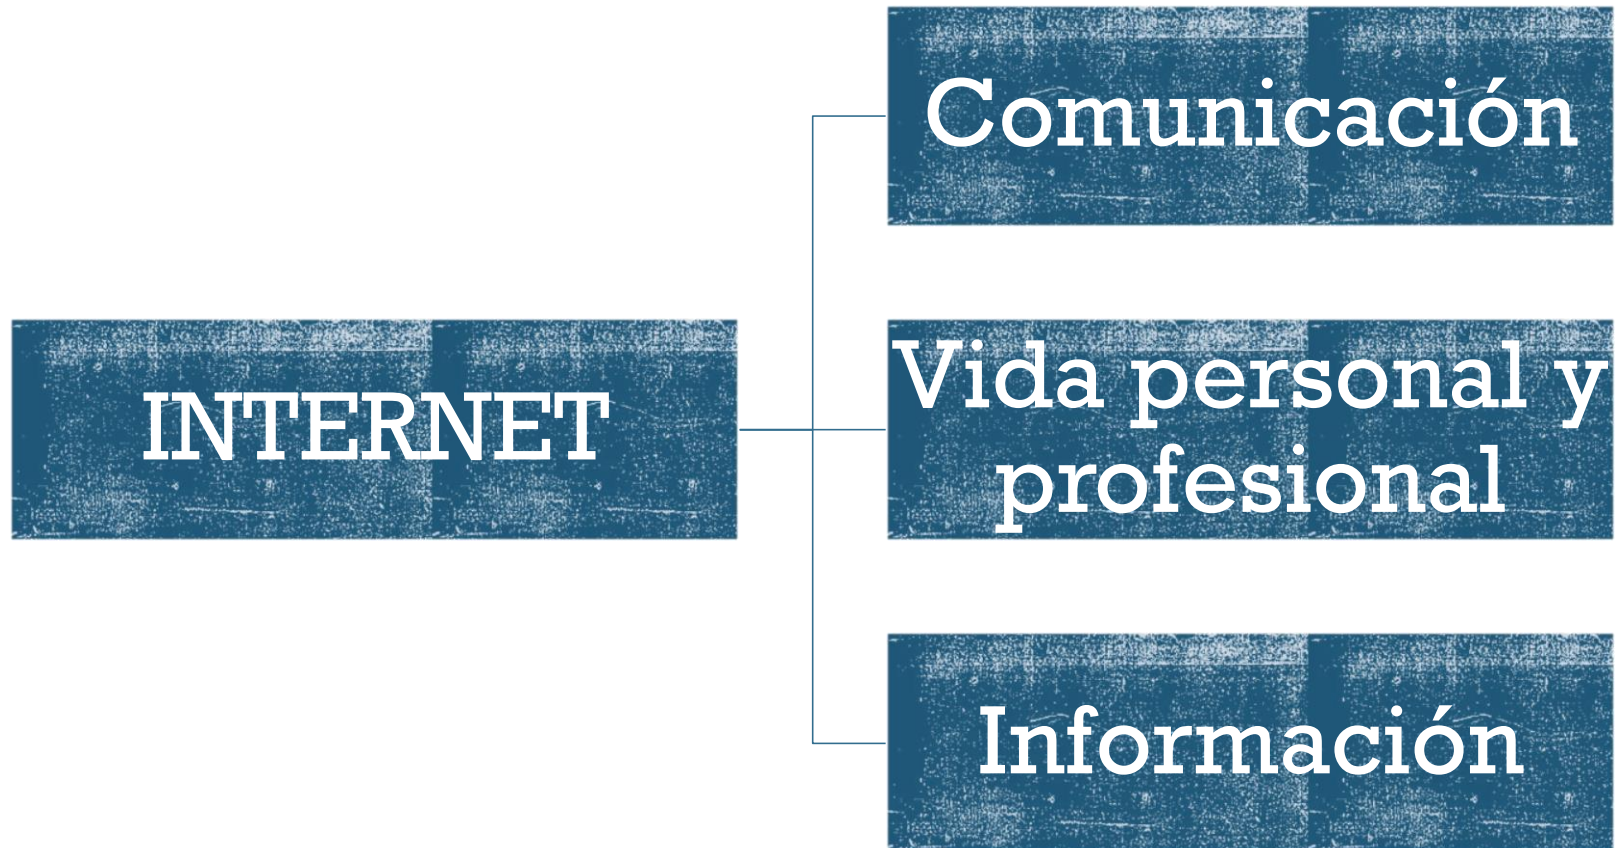 INTERNET
Comunicación
Vida personal y
profesional
Información